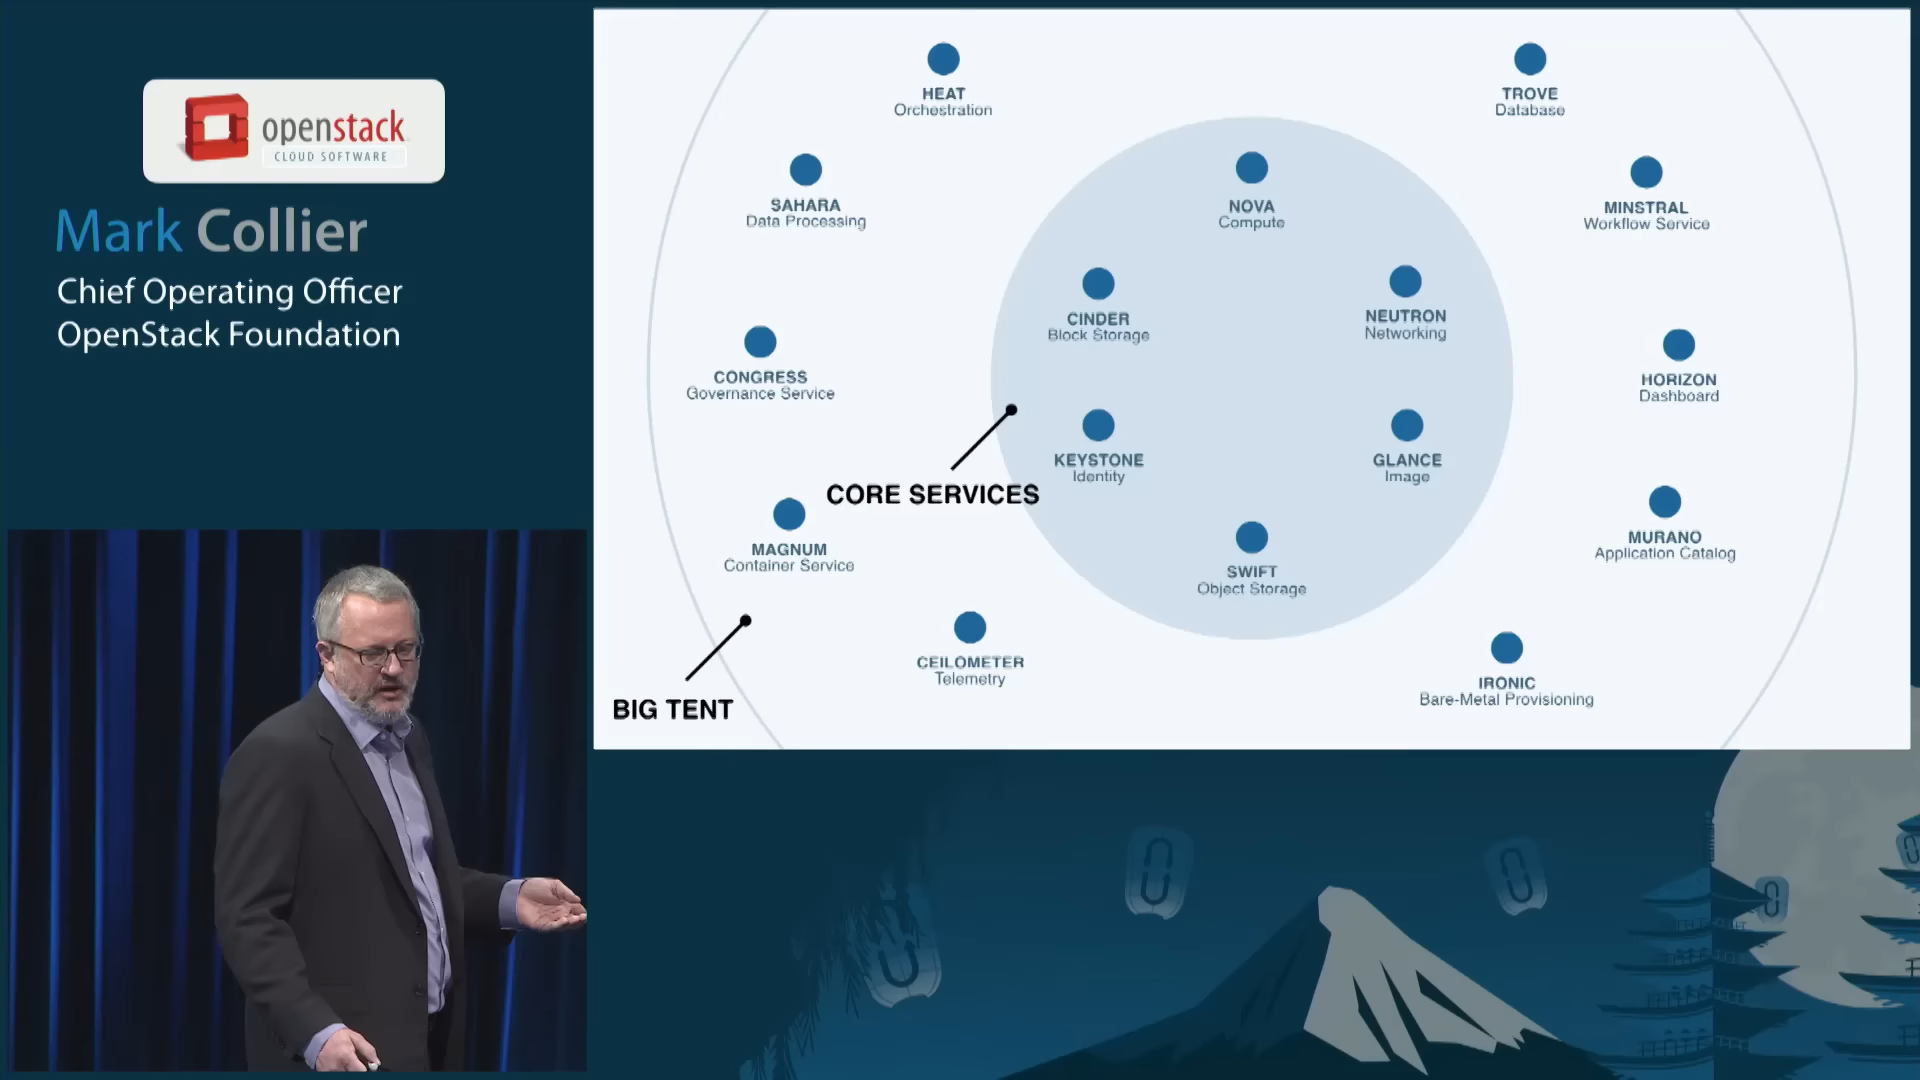 openstack
CLOUD SOFTWARE
Mark Collier
Chief Operating Officer
OpenStack Foundation
HEAT
Orchestration
TROVE
Database
SAHARA
Data Processing
NOVA
Compute
MINSTRAL
Workflow Service
CINDER
Block Storage
NEUTRON
Networking
CONGRESS
Governance Service
HORIZON
Dashboard
KEYSTONE
Identity
GLANCE
Image
CORE SERVICES
MAGNUM
Container Service
SWIFT
Object Storage
MURANO
Application Catalog
CEILOMETER
Telemetry
IRONIC
Bare-Metal Provisioning
BIG TENT